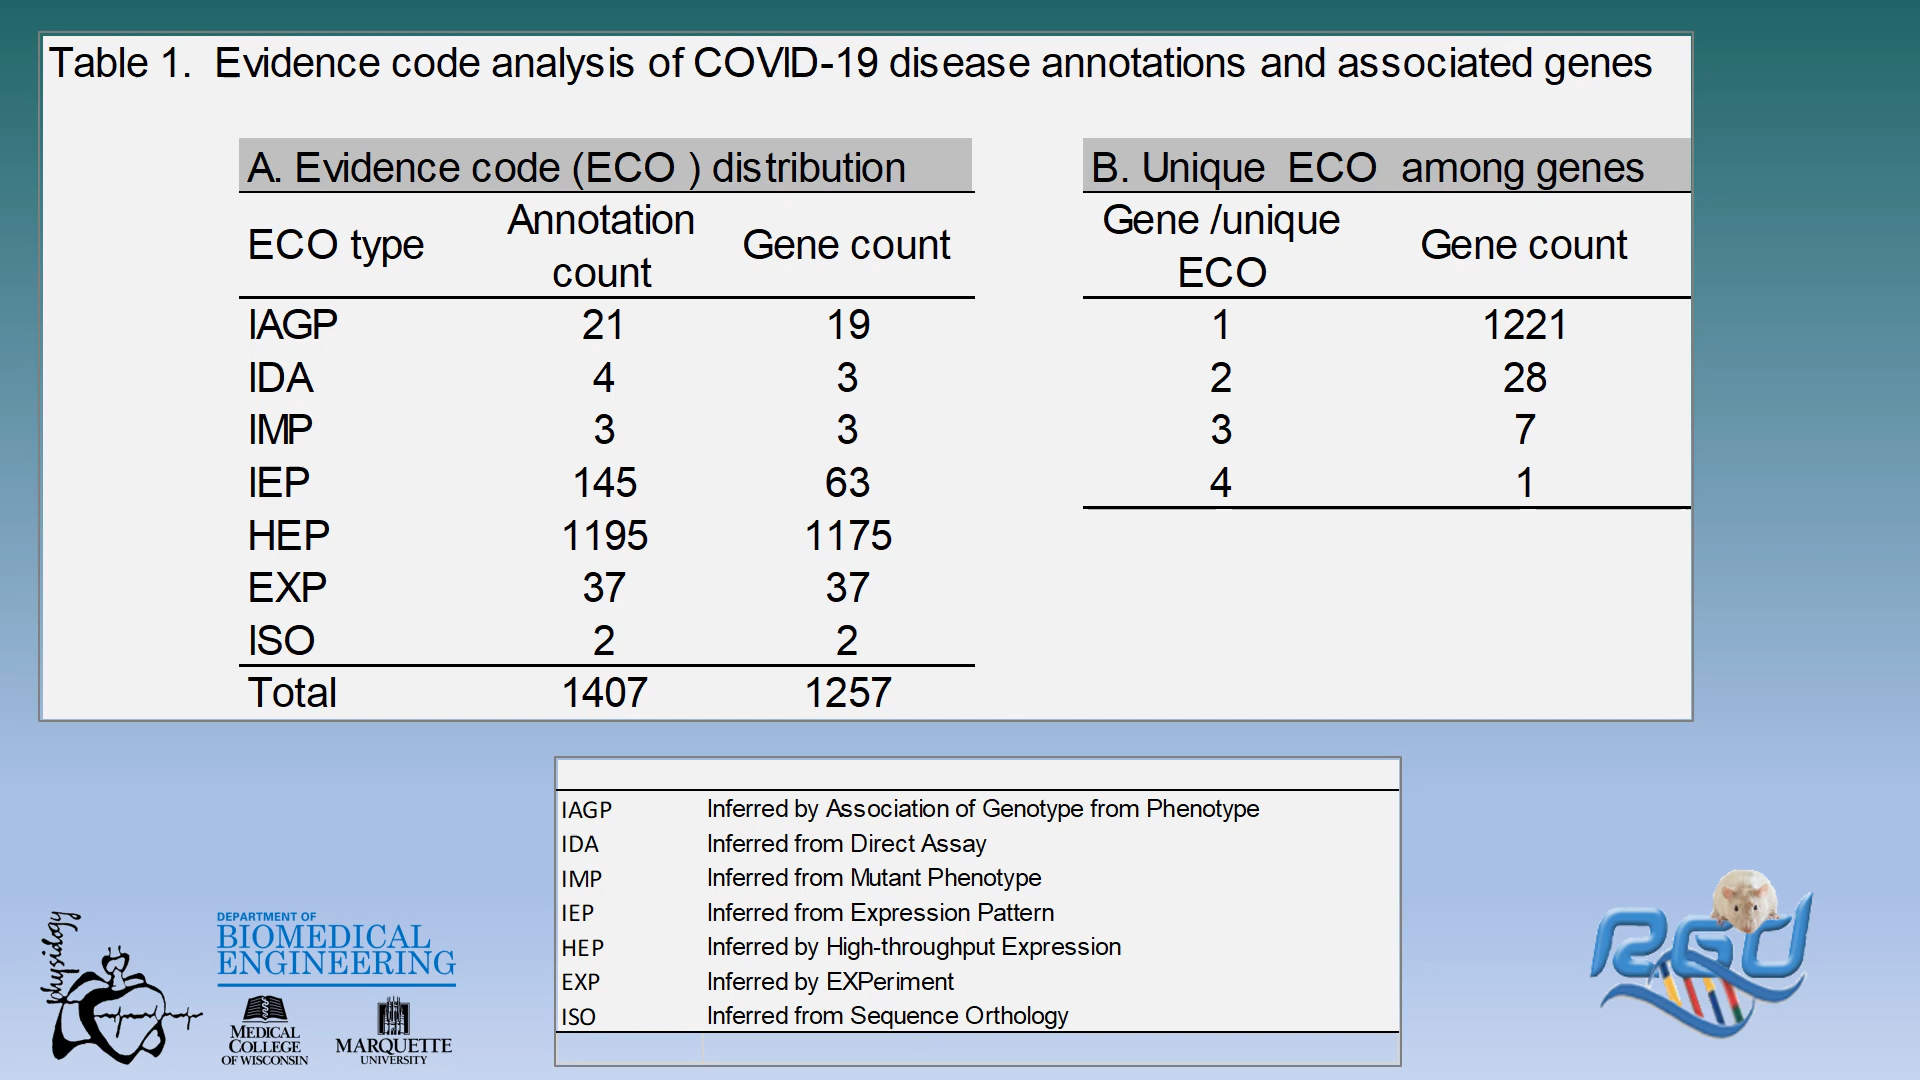 Table 1.  Evidence code analysis of COVID-19 disease annotations and associated genes
A. Evidence code (ECO ) distribution
ECO type Annotation count Gene count
IAGP 21 19
IDA 4 3
IMP 3 3
IEP 145 63
HEP 1195 1175
EXP 37 37
ISO 2 2
Total 1407 1257
B. Unique  ECO  among genes
Gene /unique ECO Gene count
1 1221
2 28
3 7
4 1
IAGP Inferred by Association of Genotype from Phenotype
IDA Inferred from Direct Assay
IMP Inferred from Mutant Phenotype
IEP Inferred from Expression Pattern
HEP Inferred by High-throughput Expression
EXP Inferred by EXPeriment
ISO Inferred from Sequence Orthology
physiology
DEPARTMENT OF
BIOMEDICAL
ENGINEERING
MEDICAL
COLLEGE
OF WISCONSIN
MARQUETTE
UNIVERSITY
RGD